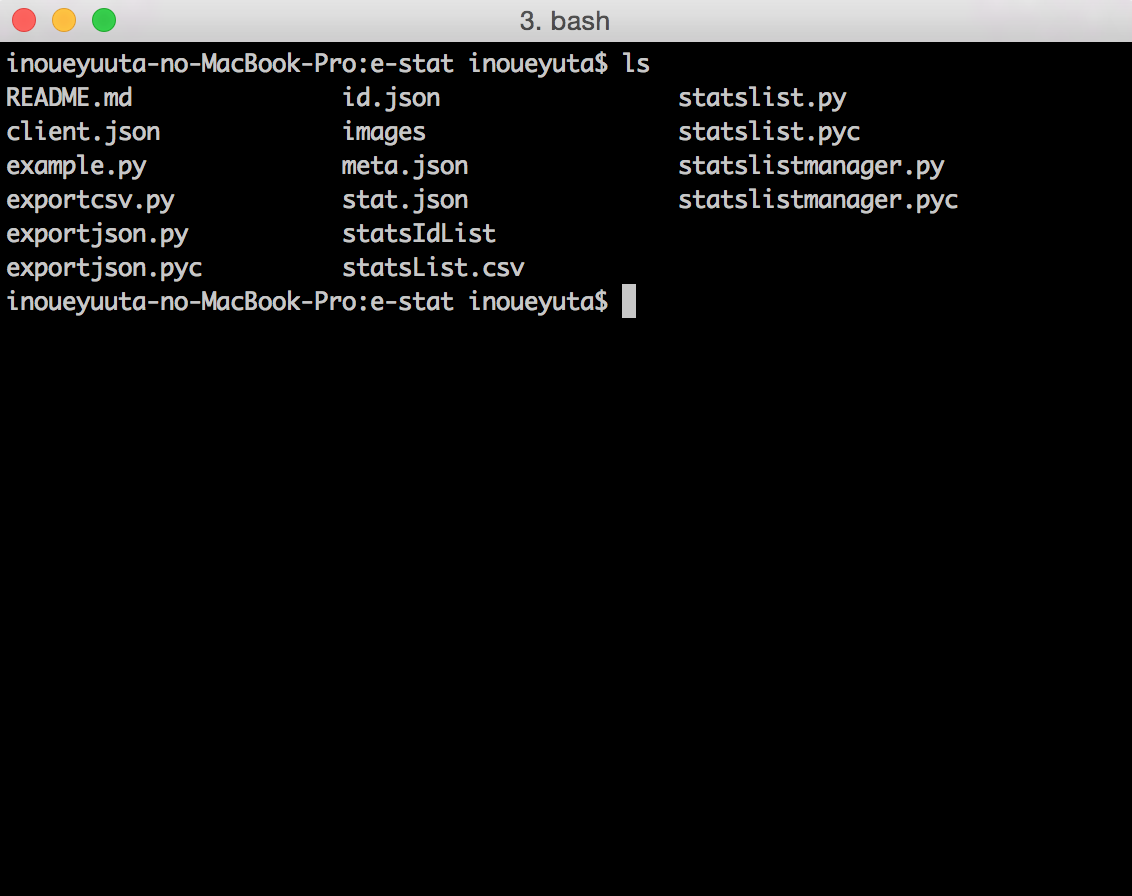 3. bash
inoueyuuta-no-MacBook-Pro:e-stat inoueyuta$ ls
README.md id.json statslist.py
client.json images statslist.pyc
example.py meta.json statslistmanager.py
exportcsv.py stat.json statslistmanager.pyc
exportjson.py statsIdList
exportjson.pyc statsList.csv
inoueyuuta-no-MacBook-Pro:e-stat inoueyuta$